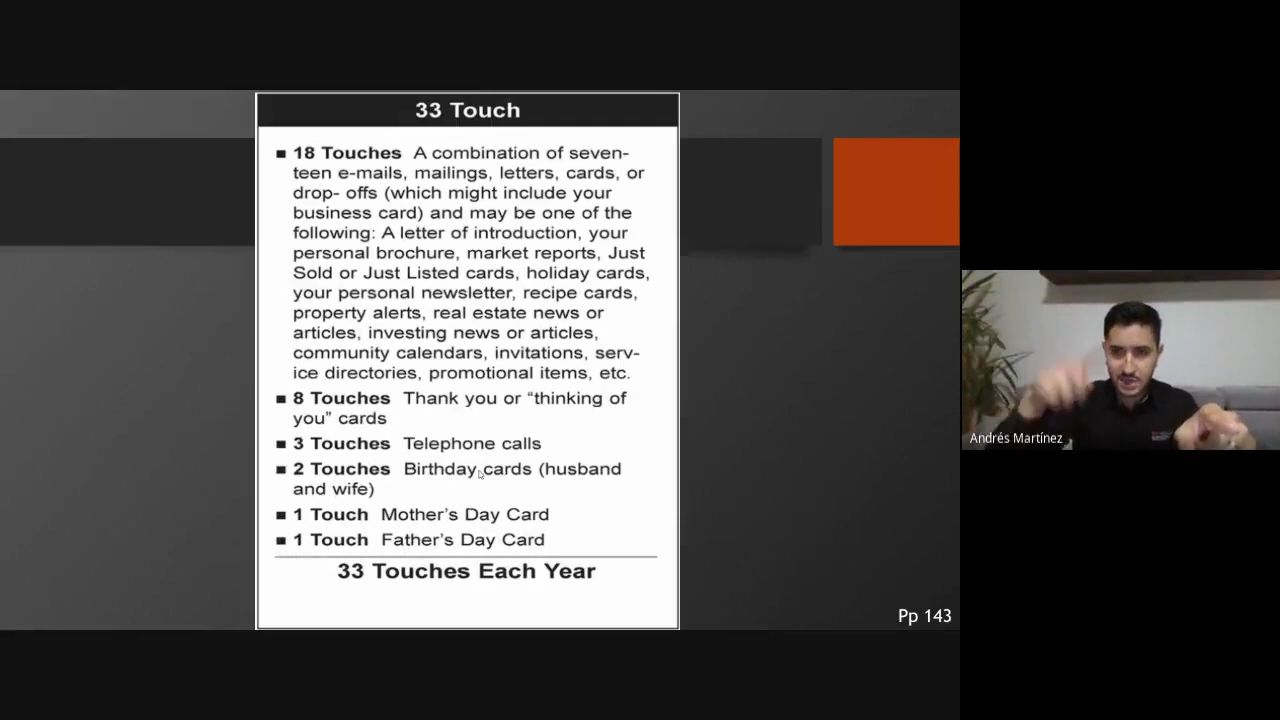 33 Touch
■ 18 Touches A combination of seven-
teen e-mails, mailings, letters, cards, or
drop- offs (which might include your
business card) and may be one of the
following: A letter of introduction, your
personal brochure, market reports, Just
Sold or Just Listed cards, holiday cards,
your personal newsletter, recipe cards,
property alerts, real estate news or
articles, investing news or articles,
community calendars, invitations, serv-
ice directories, promotional items, etc.
■ 8 Touches Thank you or “thinking of
you” cards
■ 3 Touches Telephone calls
■ 2 Touches Birthday cards (husband
and wife)
■ 1 Touch Mother’s Day Card
■ 1 Touch Father’s Day Card
33 Touches Each Year
Pp 143
Andrés Martínez